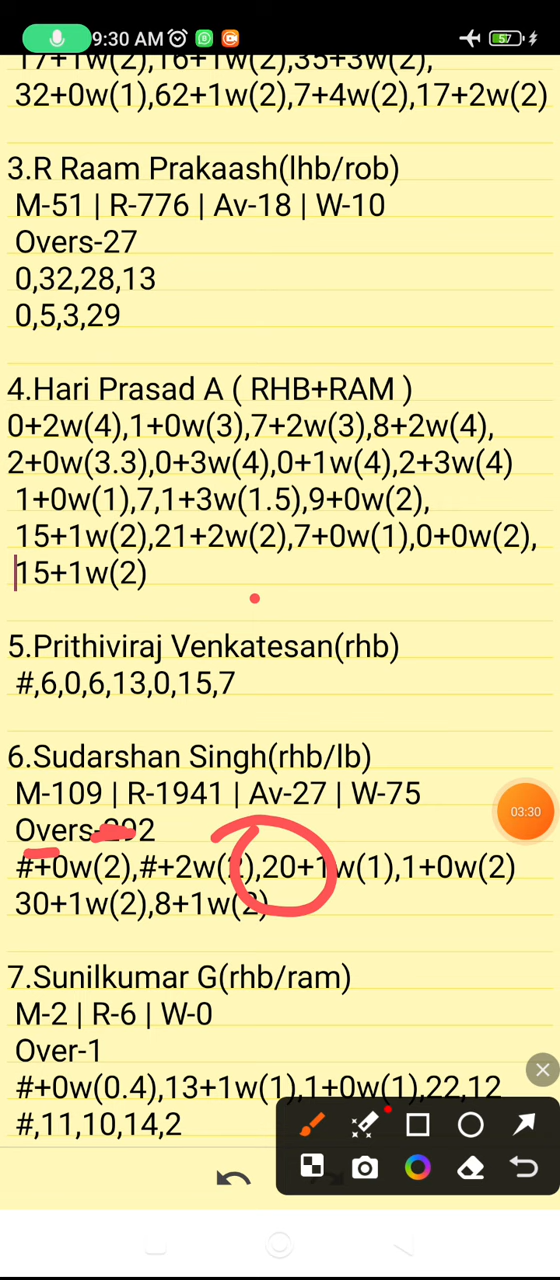 9:30 AM
57
17+1w(2),16+1w(2),35+3w(2),
32+0w(1),62+1w(2),7+4w(2),17+2w(2)
3.R Raam Prakaash(lhb/rob)
M-51 | R-776 | Av-18 | W-10
Overs-27
0,32,28,13
0,5,3,29
4.Hari Prasad A ( RHB+RAM )
0+2w(4),1+0w(3),7+2w(3),8+2w(4),
2+0w(3.3),0+3w(4),0+1w(4),2+3w(4)
1+0w(1),7,1+3w(1.5),9+0w(2),
15+1w(2),21+2w(2),7+0w(1),0+0w(2),
15+1w(2)
5.Prithiviraj Venkatesan(rhb)
#,6,0,6,13,0,15,7
6.Sudarshan Singh(rhb/lb)
M-109 | R-1941 | Av-27 | W-75
03:30
Overs-292
#+0w(2),#+2w(2),20+1w(1),1+0w(2)
30+1w(2),8+1w(2)
7.Sunilkumar G(rhb/ram)
M-2 | R-6 | W-0
Over-1
#+0w(0.4),13+1w(1),1+0w(1),22,12
#,11,10,14,2